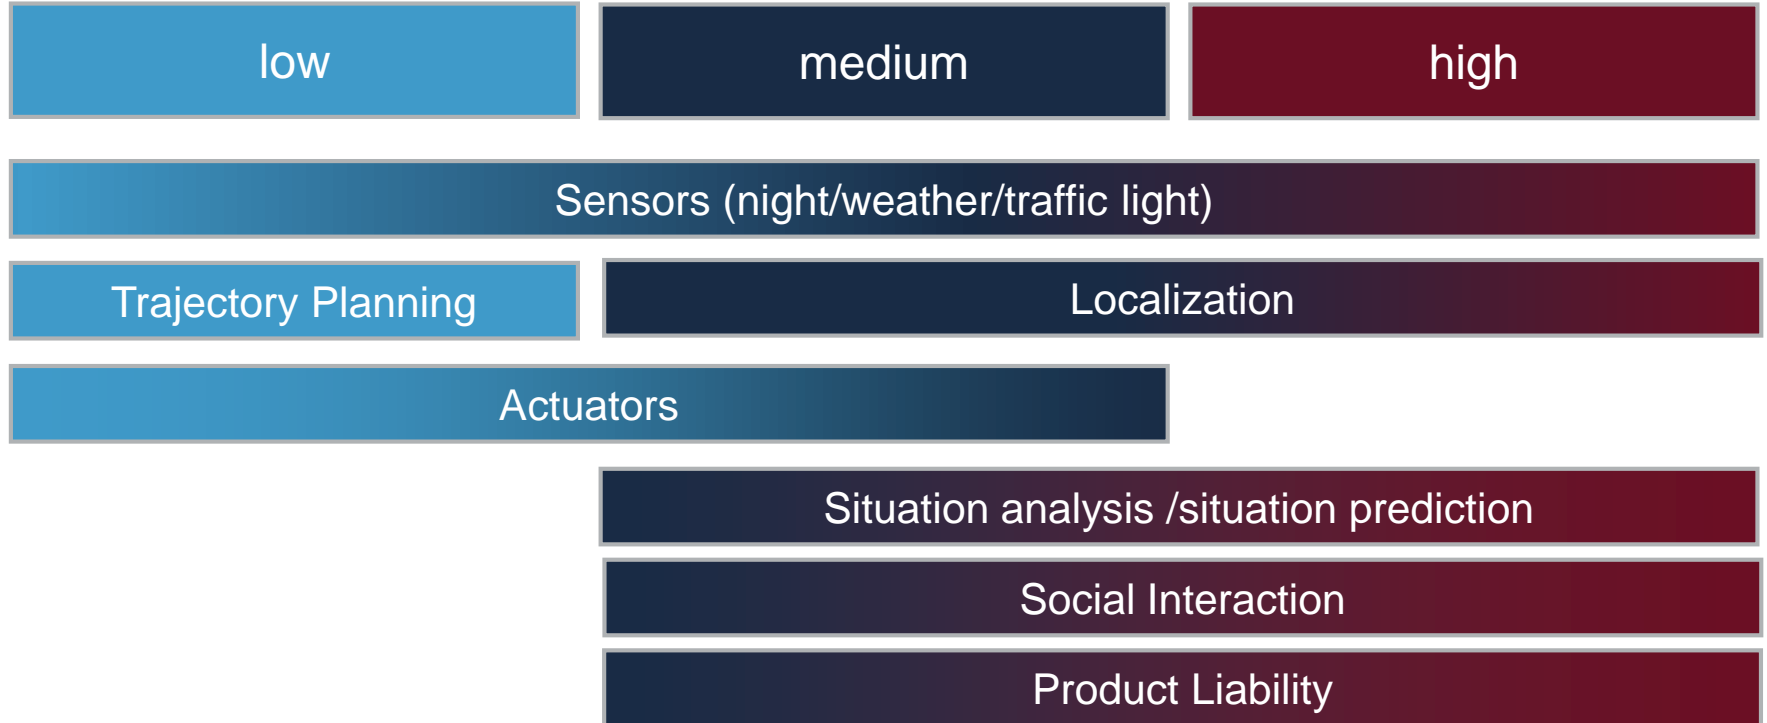 low
medium
high
Sensors (night/weather/traffic light)
Trajectory Planning
Localization
Actuators
Situation analysis /situation prediction
Social Interaction
Product Liability